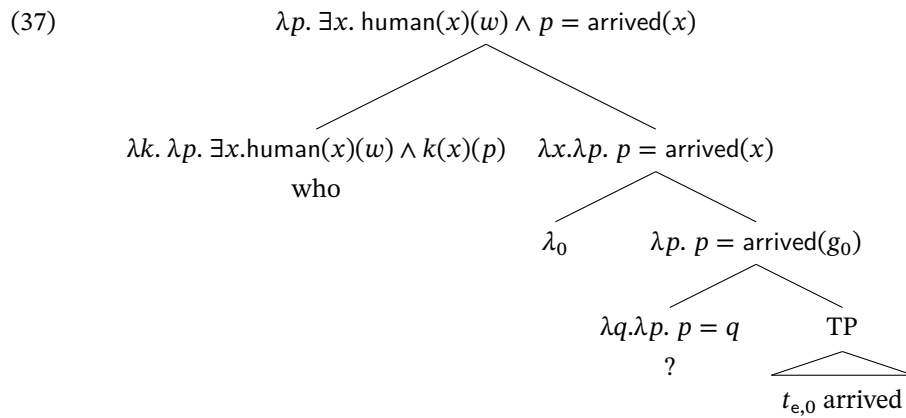 (37) λp. ∃x. human(x)(w) ∧ p = arrived(x)
λk. λp. ∃x.human(x)(w) ∧ k(x)(p) λx.λp. p = arrived(x)
who
λ₀ λp. p = arrived(g₀)
λq.λp. p = q TP
?
tₑ,₀ arrived